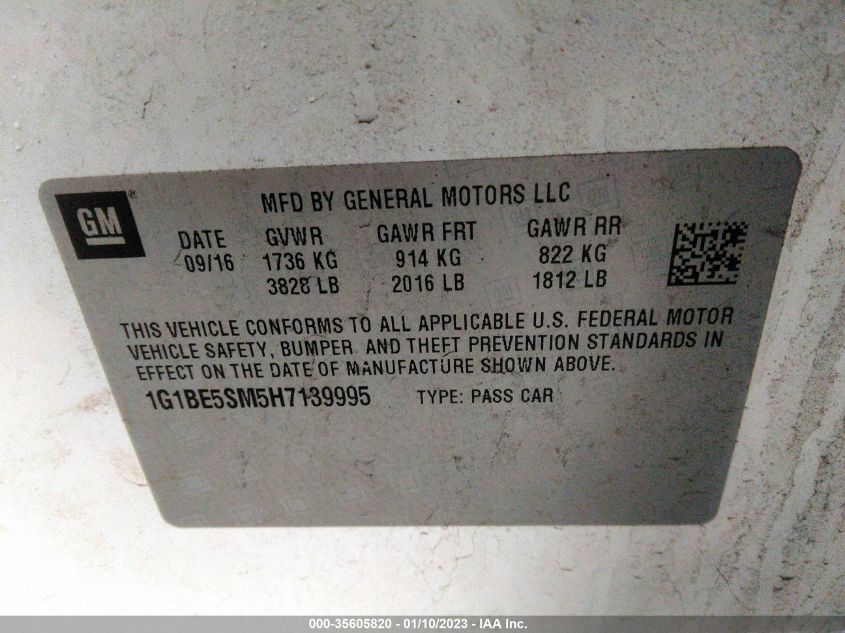 GM ®
MFD BY GENERAL MOTORS LLC
DATE GVWR GAWR FRT GAWR RR
09/16 1736 KG 914 KG 822 KG
3828 LB 2016 LB 1812 LB
THIS VEHICLE CONFORMS TO ALL APPLICABLE U.S. FEDERAL MOTOR
VEHICLE SAFETY, BUMPER, AND THEFT PREVENTION STANDARDS IN
EFFECT ON THE DATE OF MANUFACTURE SHOWN ABOVE.
1G1BE5SM5H7139995 TYPE: PASS CAR
000-35605820 - 01/10/2023 - IAA Inc.